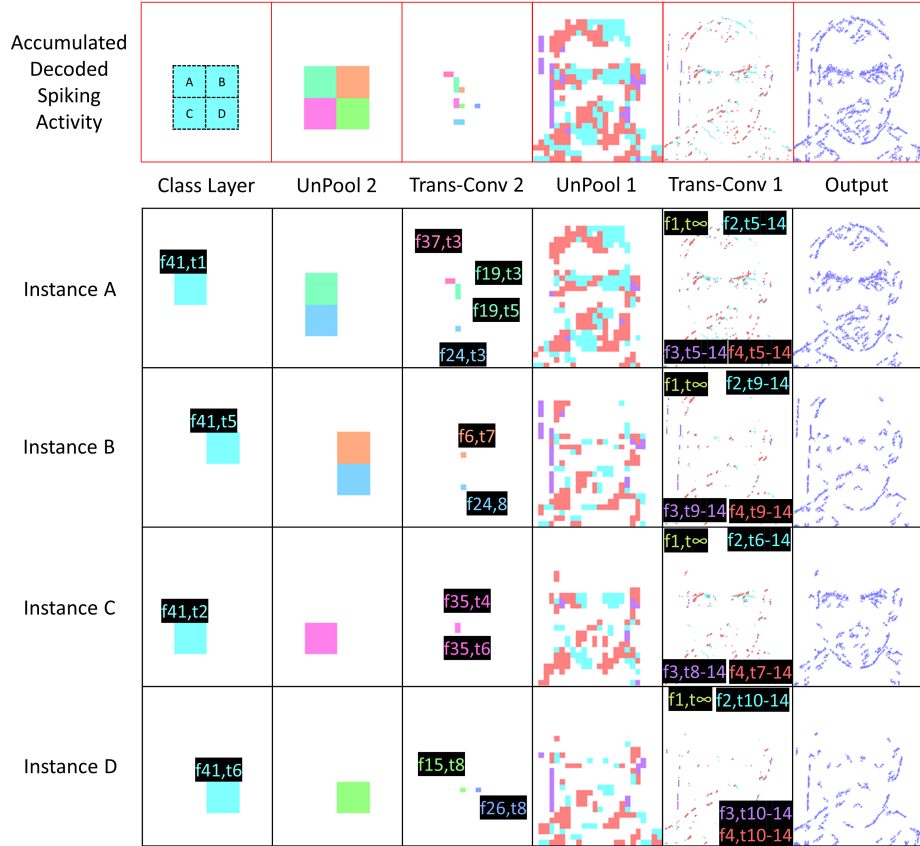 Accumulated
Decoded
Spiking
Activity
A B
C D
Class Layer UnPool 2 Trans-Conv 2 UnPool 1 Trans-Conv 1 Output
Instance A
f41,t1
f37,t3
f19,t3
f19,t5
f24,t3
f1,t∞ f2,t5-14
f3,t5-14 f4,t5-14
Instance B
f41,t5
f6,t7
f24,8
f1,t∞ f2,t9-14
f3,t9-14 f4,t9-14
Instance C
f41,t2
f35,t4
f35,t6
f1,t∞ f2,t6-14
f3,t8-14 f4,t7-14
Instance D
f41,t6
f15,t8
f26,t8
f1,t∞ f2,t10-14
f3,t10-14
f4,t10-14